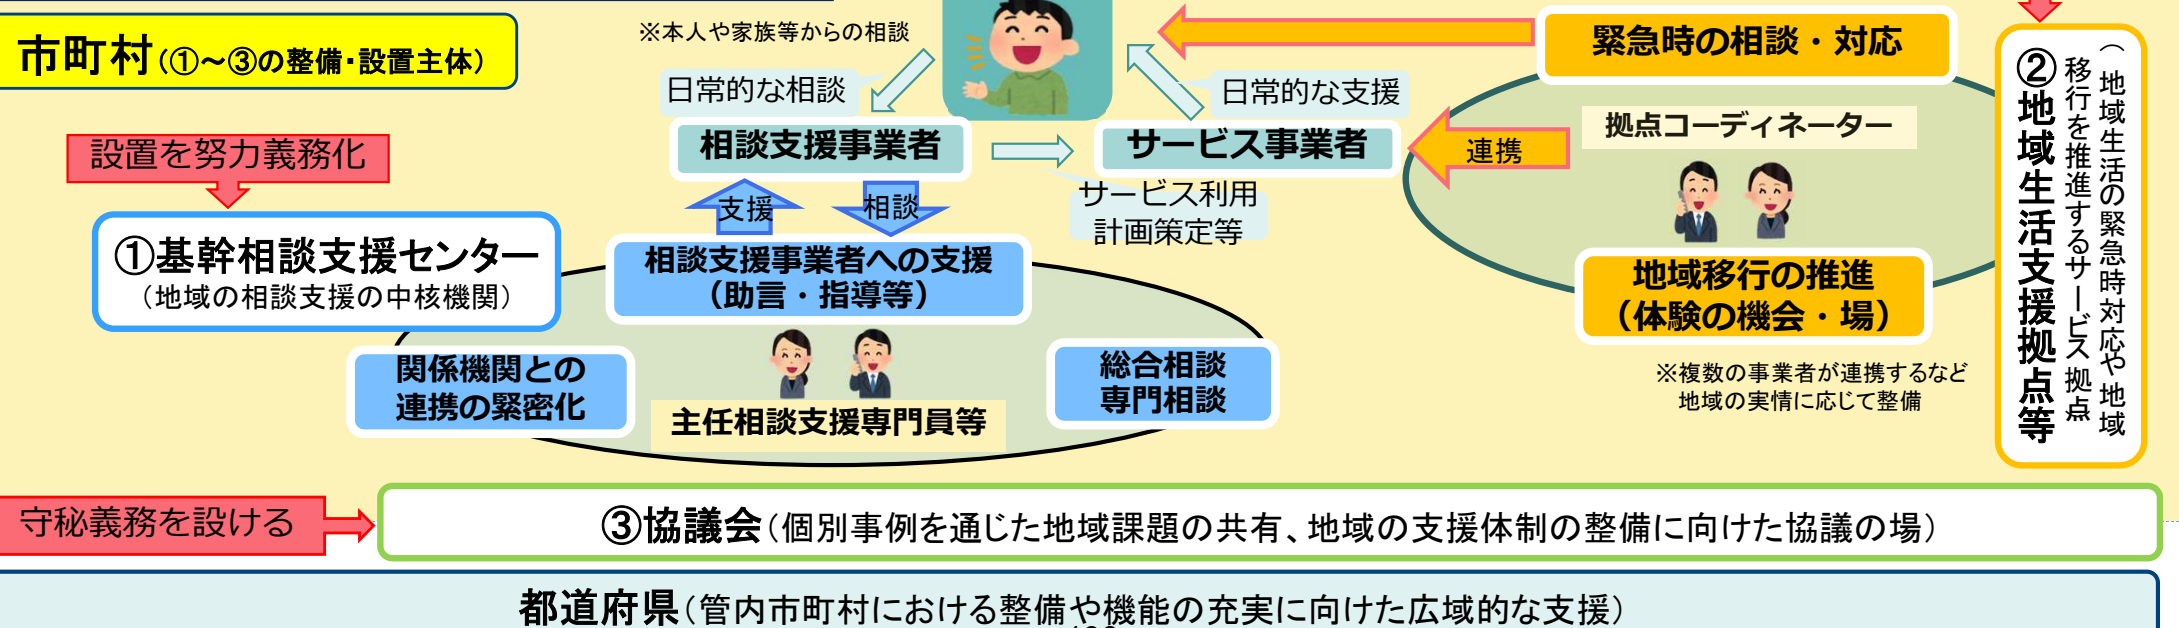 市町村（①～③の整備・設置主体）
※本人や家族等からの相談
日常的な相談
日常的な支援
緊急時の相談・対応
設置を努力義務化
相談支援事業者
サービス事業者
連携
拠点コーディネーター
支援
相談
サービス利用
計画策定等
①基幹相談支援センター
（地域の相談支援の中核機関）
相談支援事業者への支援
（助言・指導等）
地域移行の推進
（体験の機会・場）
関係機関との
連携の緊密化
総合相談
専門相談
主任相談支援専門員等
※複数の事業者が連携するなど
地域の実情に応じて整備
②地域生活支援拠点等
（地域生活の緊急時対応や地域
移行を推進するサービス拠点
守秘義務を設ける
③協議会（個別事例を通じた地域課題の共有、地域の支援体制の整備に向けた協議の場）
都道府県（管内市町村における整備や機能の充実に向けた広域的な支援）